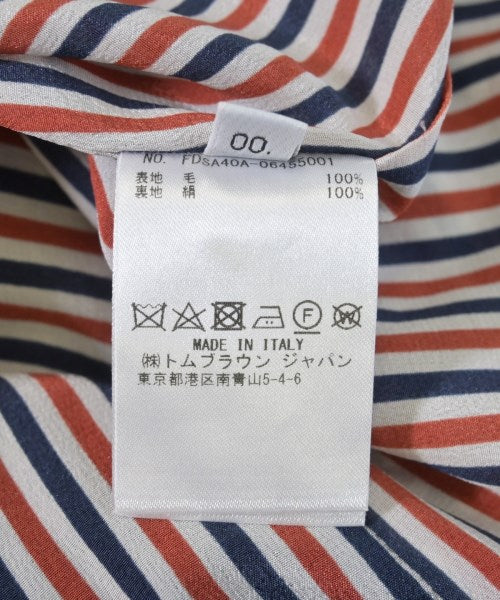 00.
NO. FDSA40A-06455001
表地 毛 100%
裏地 絹 100%
F W
MADE IN ITALY
㈱トムブラウン ジャパン
東京都港区南青山5-4-6